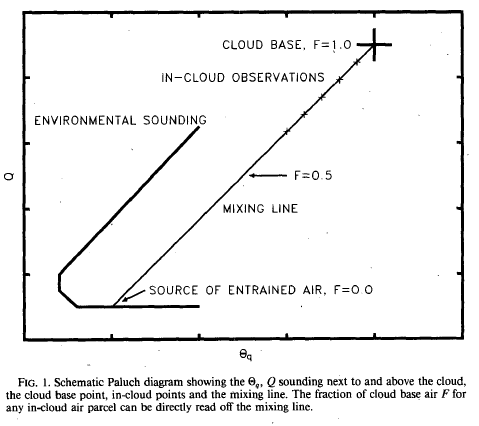 CLOUD BASE, F=1.0
IN-CLOUD OBSERVATIONS
ENVIRONMENTAL SOUNDING
Q
F=0.5
MIXING LINE
SOURCE OF ENTRAINED AIR, F=0.0
Θq
FIG. 1. Schematic Paluch diagram showing the Θq, Q sounding next to and above the cloud,
the cloud base point, in-cloud points and the mixing line. The fraction of cloud base air F for
any in-cloud air parcel can be directly read off the mixing line.